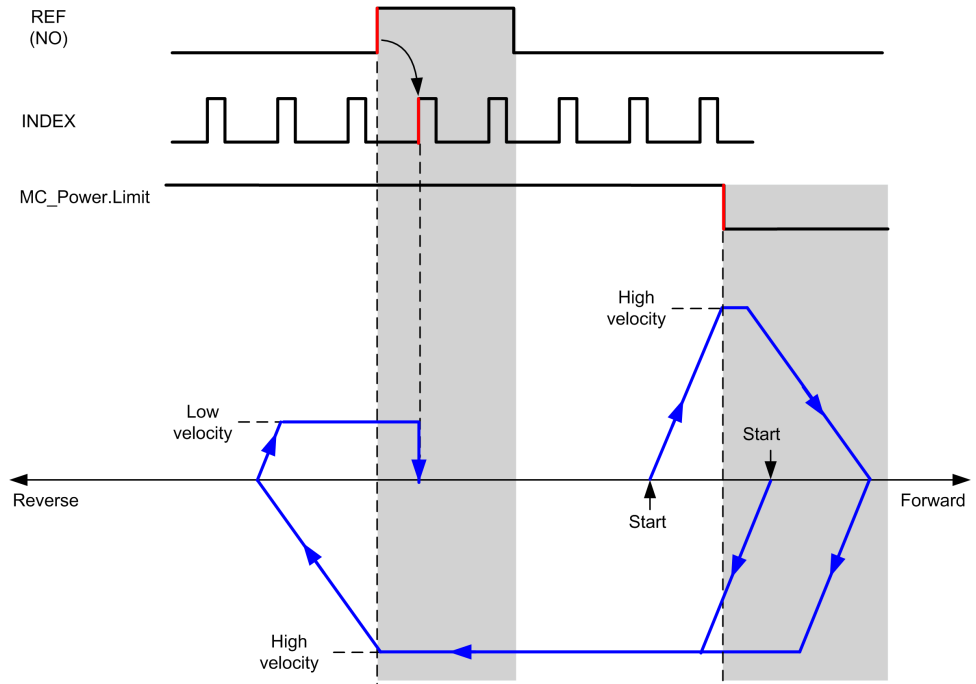 REF
(NO)
INDEX
MC_Power.Limit
High
velocity
Low
velocity
Start
Reverse
Forward
Start
High
velocity